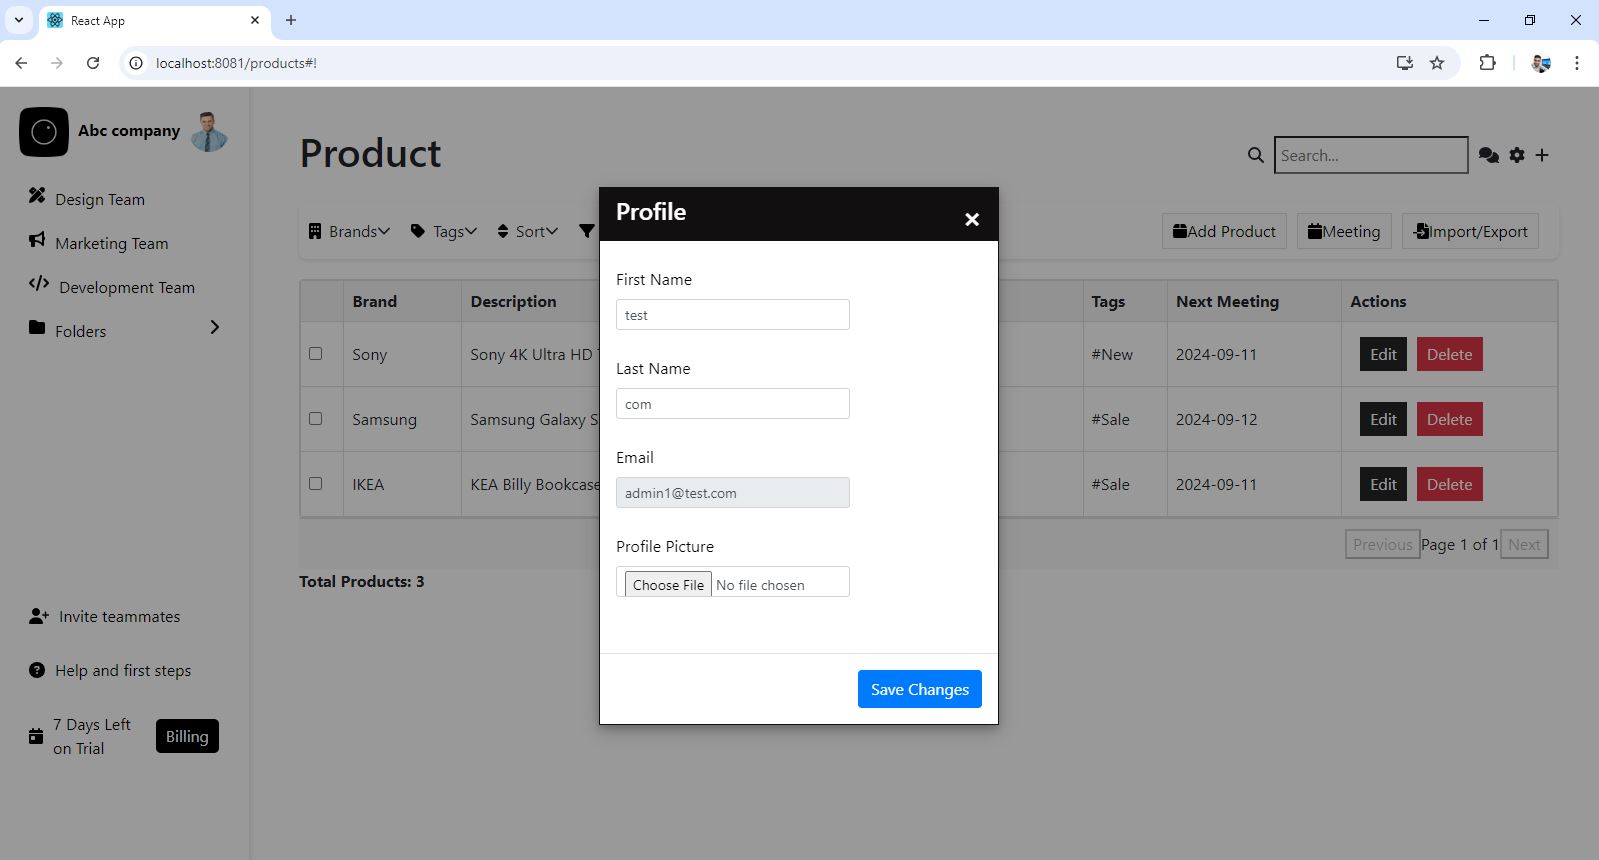 React App
localhost:8081/products#!
Abc company
Design Team
Marketing Team
Development Team
Folders
Invite teammates
Help and first steps
7 Days Left
on Trial
Billing
Product
Search...
Brands
Tags
Sort
Add Product
Meeting
Import/Export
Brand Description Tags Next Meeting Actions
Sony Sony 4K Ultra HD #New 2024-09-11 Edit Delete
Samsung Samsung Galaxy #Sale 2024-09-12 Edit Delete
IKEA KEA Billy Bookcase #Sale 2024-09-11 Edit Delete
Previous Page 1 of 1 Next
Total Products: 3
Profile
First Name
test
Last Name
com
Email
admin1@test.com
Profile Picture
Choose File No file chosen
Save Changes